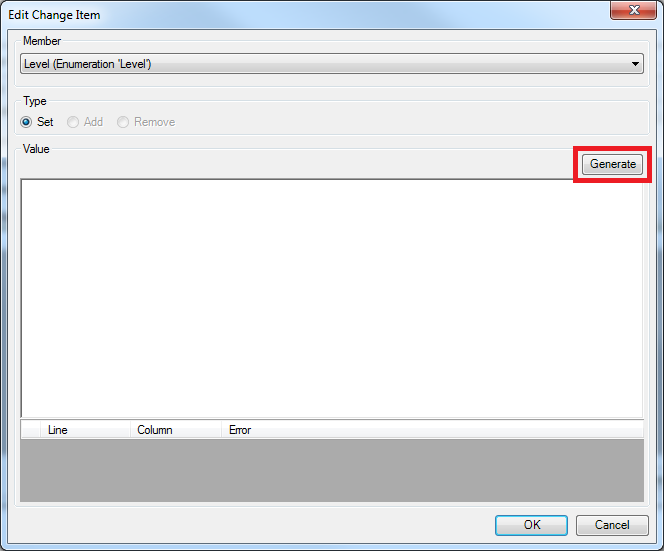 Edit Change Item
Member
Level (Enumeration 'Level')
Type
Set Add Remove
Value
Generate
Line Column Error
OK Cancel